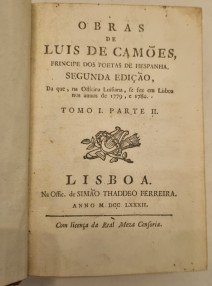 OBRAS
DE
LUIS DE CAMÕES,
PRINCIPE DOS POETAS DE HESPANHA.
SEGUNDA EDIÇÃO,
Da que, na Officina Luisiana, se fez em Lisboa
nos annos de 1779, e 1780.
TOMO I. PARTE II.
LISBOA.
Na Offic. de SIMÃO THADDEO FERREIRA.
ANNO M. DCC. LXXXII.
Com licença da Real Meza Censoria.